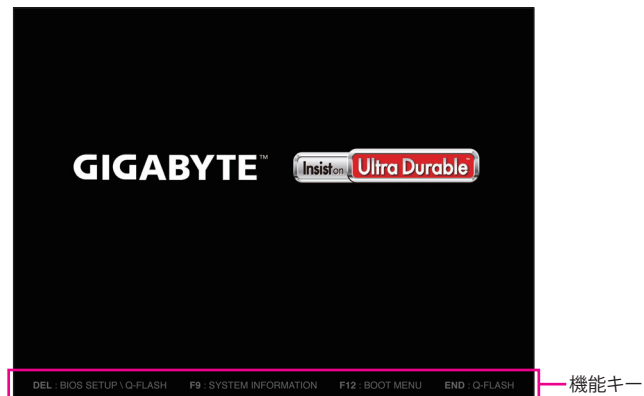 GIGABYTE™ Insist on Ultra Durable™
DEL : BIOS SETUP \ Q-FLASH F9 : SYSTEM INFORMATION F12 : BOOT MENU END : Q-FLASH 機能キー